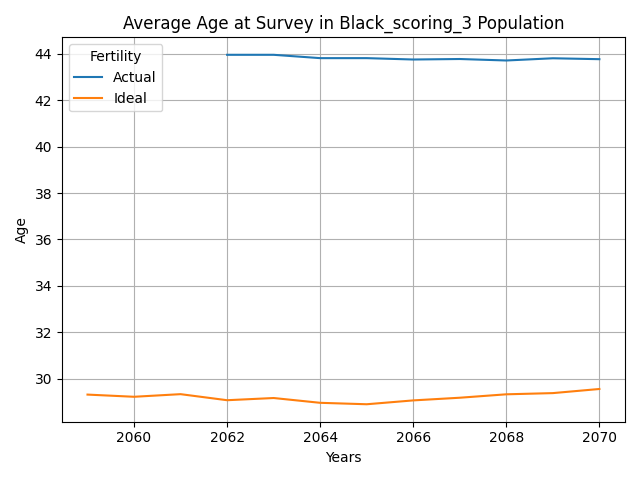 Average Age at Survey in Black_scoring_3 Population
Fertility
Actual
Ideal
44
42
40
38
36
34
32
30
Age
2060 2062 2064 2066 2068 2070
Years